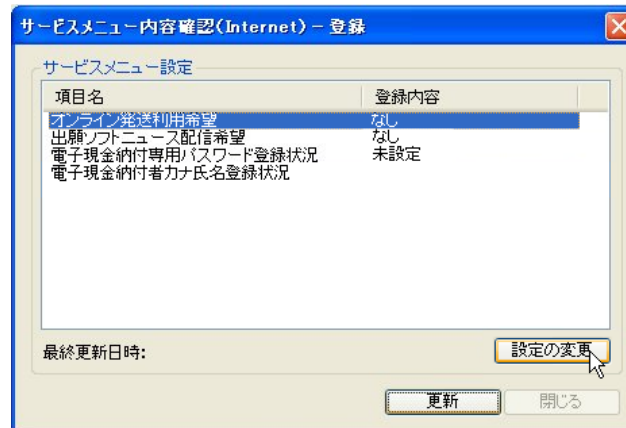 サービスメニュー内容確認(Internet) - 登録
サービスメニュー設定
項目名 登録内容
オンライン発送利用希望 なし
出願ソフトニュース配信希望 なし
電子現金納付専用パスワード登録状況 未設定
電子現金納付者カナ氏名登録状況
最終更新日時: 設定の変更
更新 閉じる